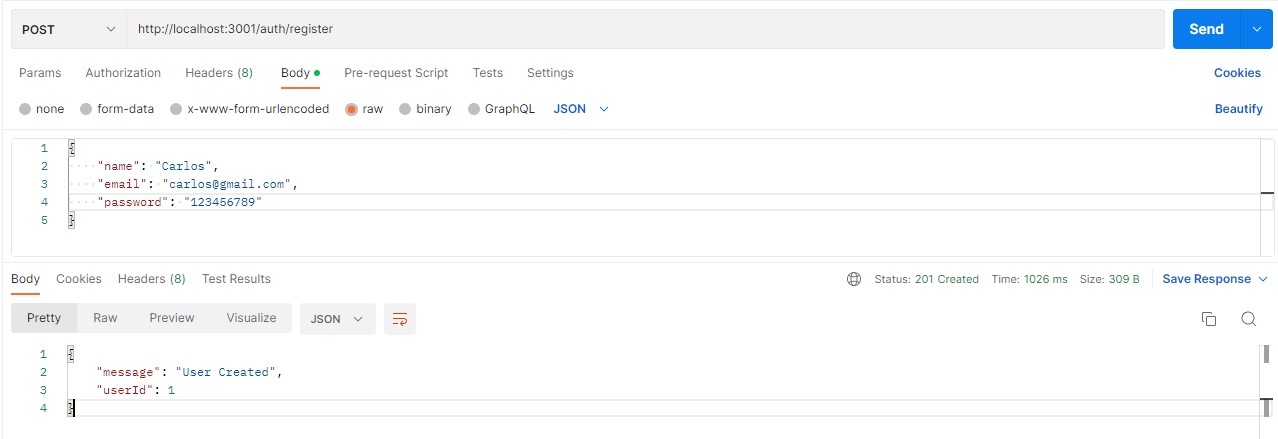 POST http://localhost:3001/auth/register Send
Params Authorization Headers (8) Body Pre-request Script Tests Settings Cookies
none form-data x-www-form-urlencoded raw binary GraphQL JSON Beautify
1 {
2 "name": "Carlos",
3 "email": "carlos@gmail.com",
4 "password": "123456789"
5 }
Body Cookies Headers (8) Test Results Status: 201 Created Time: 1026 ms Size: 309 B Save Response
Pretty Raw Preview Visualize JSON
1 {
2 "message": "User Created",
3 "userId": 1
4 }